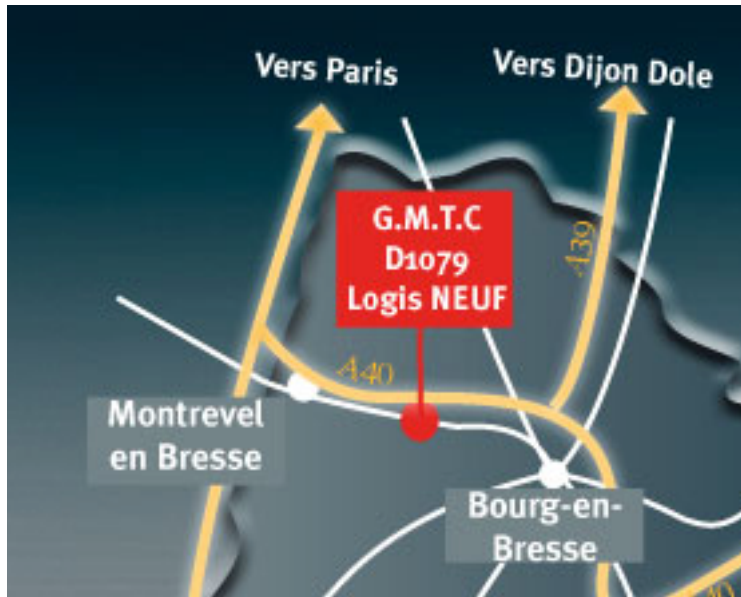 Vers Paris
Vers Dijon Dole
G.M.T.C
D1079
Logis NEUF
A39
A40
Montrevel
en Bresse
Bourg-en-
Bresse